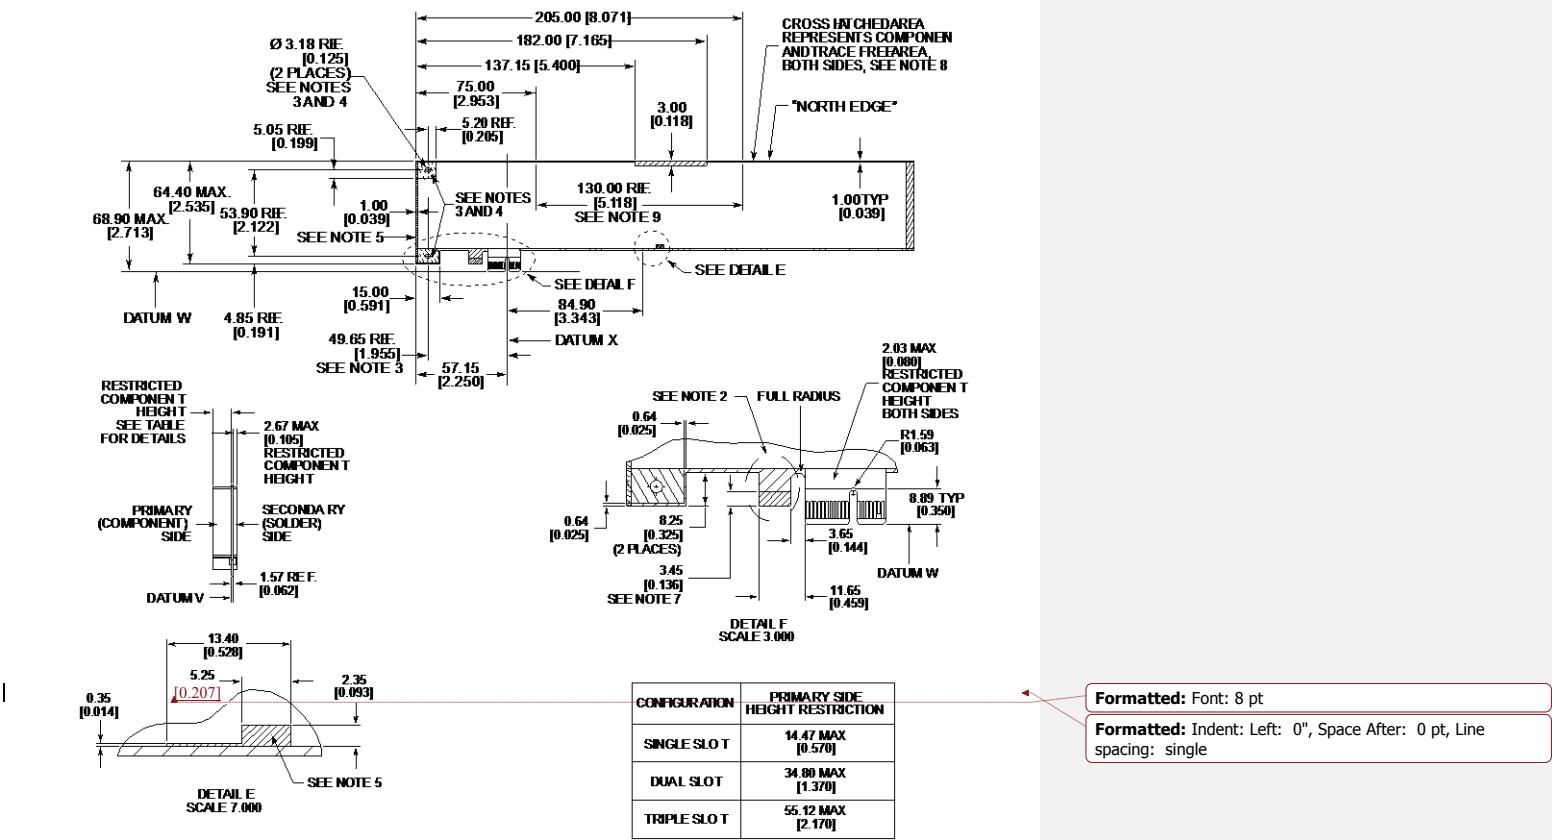 205.00 [8.071]
182.00 [7.165]
137.15 [5.400]
75.00
[2.953]
Ø 3.18 REF.
[0.125]
(2 PLACES)
SEE NOTES
3 AND 4
5.05 REF.
[0.199]
5.20 REF.
[0.205]
3.00
[0.118]
CROSS HATCHED AREA
REPRESENTS COMPONEN
AND TRACE FREE AREA,
BOTH SIDES, SEE NOTE 8
"NORTH EDGE"
64.40 MAX.
[2.535]
68.90 MAX.
[2.713]
53.90 REF.
[2.122]
1.00
[0.039]
SEE NOTE 5
SEE NOTES
3 AND 4
130.00 REF.
[5.118]
SEE NOTE 9
1.00 TYP
[0.039]
SEE DETAIL E
SEE DETAIL F
15.00
[0.591]
84.90
[3.343]
DATUM W
4.85 REF.
[0.191]
DATUM X
49.65 REF.
[1.955]
SEE NOTE 3
57.15
[2.250]
RESTRICTED
COMPONENT
HEIGHT
SEE TABLE
FOR DETAILS
2.67 MAX
[0.105]
RESTRICTED
COMPONENT
HEIGHT
PRIMARY
(COMPONENT)
SIDE
SECONDARY
(SOLDER)
SIDE
1.57 REF.
[0.062]
DATUM V
2.03 MAX
[0.080]
RESTRICTED
COMPONENT
HEIGHT
BOTH SIDES
SEE NOTE 2
FULL RADIUS
0.64
[0.025]
R1.59
[0.063]
8.89 TYP
[0.350]
0.64
[0.025]
8.25
[0.325]
(2 PLACES)
3.65
[0.144]
DATUM W
3.45
[0.136]
SEE NOTE 7
11.65
[0.459]
DETAIL F
SCALE 3.000
13.40
[0.528]
5.25
[0.207]
2.35
[0.093]
0.35
[0.014]
SEE NOTE 5
DETAIL E
SCALE 7.000
CONFIGURATION
PRIMARY SIDE
HEIGHT RESTRICTION
SINGLE SLOT
14.47 MAX
[0.570]
DUAL SLOT
34.80 MAX
[1.370]
TRIPLE SLOT
55.12 MAX
[2.170]
Formatted: Font: 8 pt
Formatted: Indent: Left: 0", Space After: 0 pt, Line
spacing: single